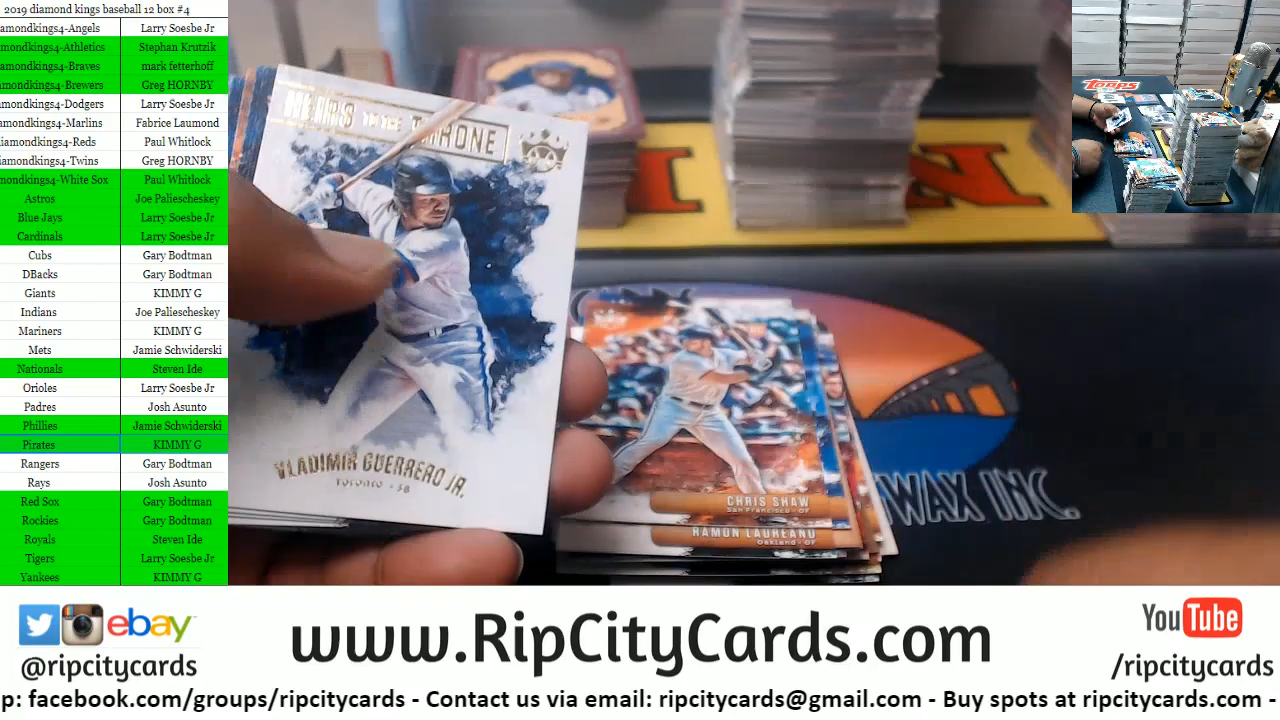 2019 diamond kings baseball 12 box #4
amondkings4-Angels Larry Soesbe Jr
mondkings4-Athletics Stephan Krutzik
amondkings4-Braves mark fetterhoff
amondkings4-Brewers Greg HORNBY
amondkings4-Dodgers Larry Soesbe Jr
amondkings4-Marlins Fabrice Laumond
iamondkings4-Reds Paul Whitlock
iamondkings4-Twins Greg HORNBY
mondkings4-White Sox Paul Whitlock
Astros Joe Paliescheskey
Blue Jays Larry Soesbe Jr
Cardinals Larry Soesbe Jr
Cubs Gary Bodtman
DBacks Gary Bodtman
Giants KIMMY G
Indians Joe Paliescheskey
Mariners KIMMY G
Mets Jamie Schwiderski
Nationals Steven Ide
Orioles Larry Soesbe Jr
Padres Josh Asunto
Phillies Jamie Schwiderski
Pirates KIMMY G
Rangers Gary Bodtman
Rays Josh Asunto
Red Sox Gary Bodtman
Rockies Gary Bodtman
Royals Steven Ide
Tigers Larry Soesbe Jr
Yankees KIMMY G
THRONE
VLADIMIR GUERRERO JR.
TORONTO - 3B
CHRIS SHAW
San Francisco - OF
RAMON LAUREANO
Oakland - OF
WAX INC.
topps
ebay
@ripcitycards
www.RipCityCards.com
YouTube
/ripcitycards
p: facebook.com/groups/ripcitycards - Contact us via email: ripcitycards@gmail.com - Buy spots at ripcitycards.com -